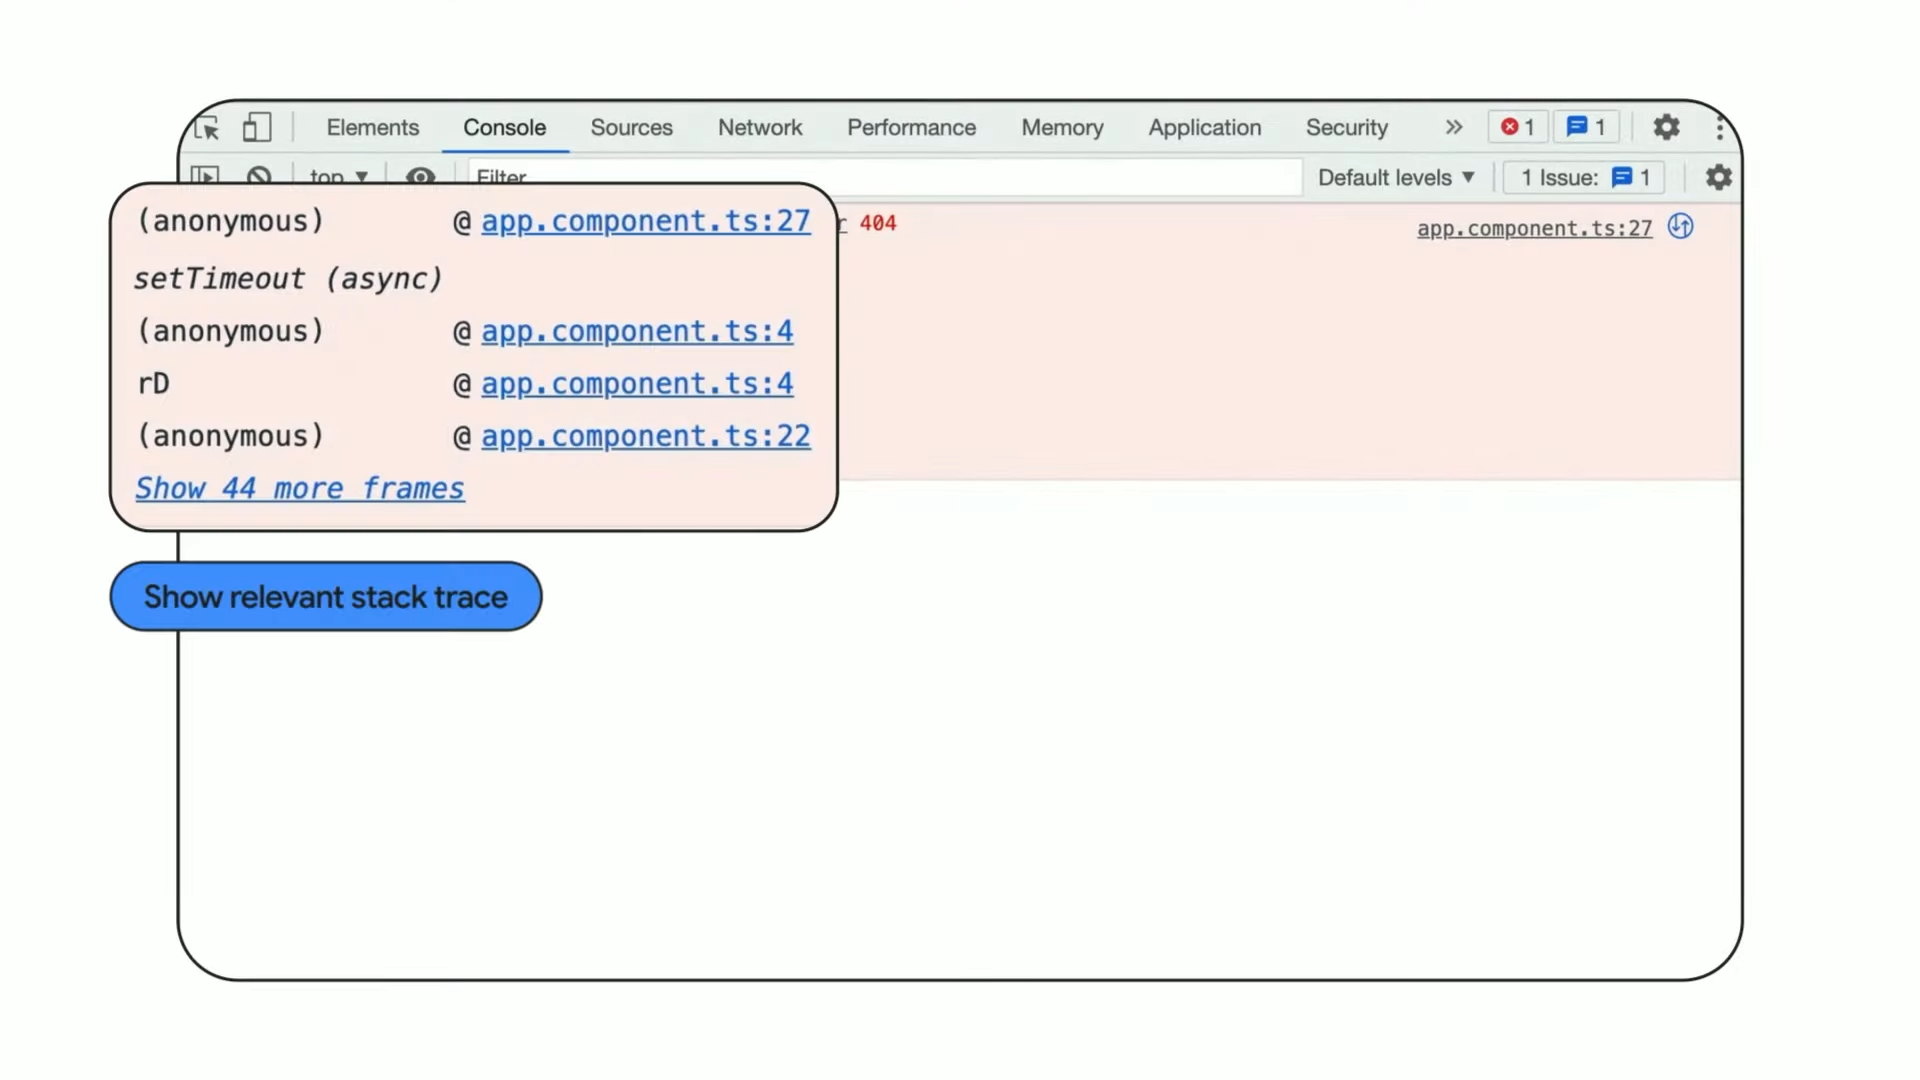 Elements Console Sources Network Performance Memory Application Security 1 1
top Filter Default levels 1 Issue: 1
(anonymous) @ app.component.ts:27
404 app.component.ts:27
setTimeout (async)
(anonymous) @ app.component.ts:4
rD @ app.component.ts:4
(anonymous) @ app.component.ts:22
Show 44 more frames
Show relevant stack trace